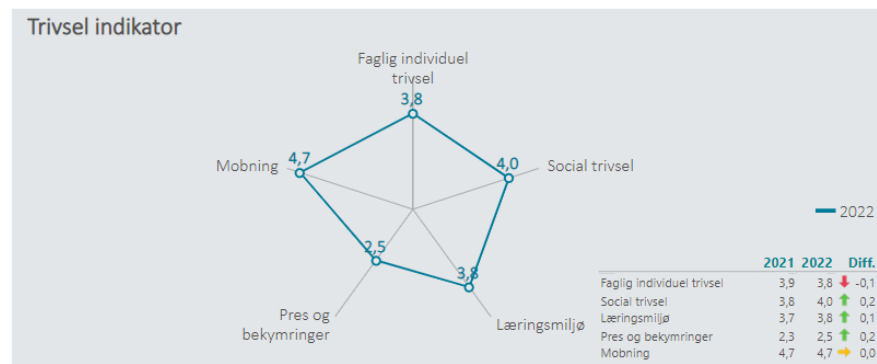 Trivsel indikator
Faglig individuel
trivsel
3,8
4,7
Mobning
4,0
Social trivsel
2022
2,5
3,8
Pres og
bekymringer
Læringsmiljø
2021 2022 Diff.
Faglig individuel trivsel 3,9 3,8 -0,1
Social trivsel 3,8 4,0 0,2
Læringsmiljø 3,7 3,8 0,1
Pres og bekymringer 2,3 2,5 0,2
Mobning 4,7 4,7 0,0